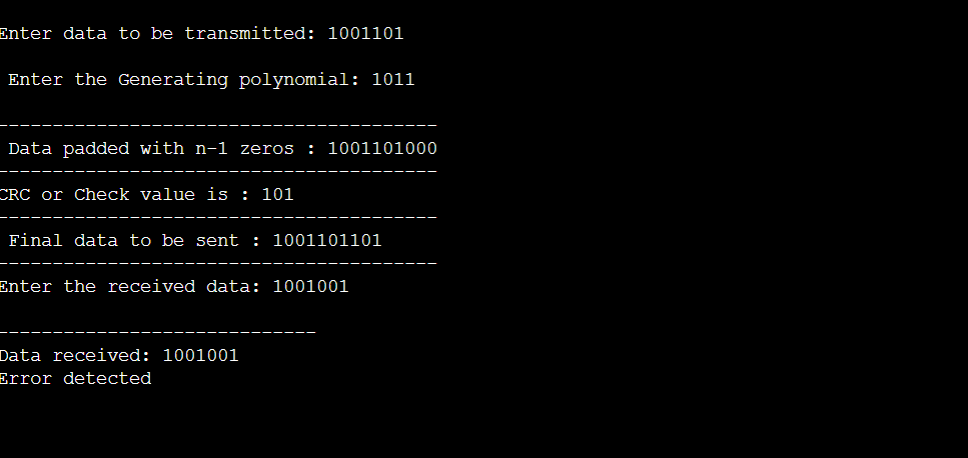 Enter data to be transmitted: 1001101
Enter the Generating polynomial: 1011
----------------------------------------
Data padded with n-1 zeros : 1001101000
----------------------------------------
CRC or Check value is : 101
----------------------------------------
Final data to be sent : 1001101101
----------------------------------------
Enter the received data: 1001001
-----------------------------
Data received: 1001001
Error detected